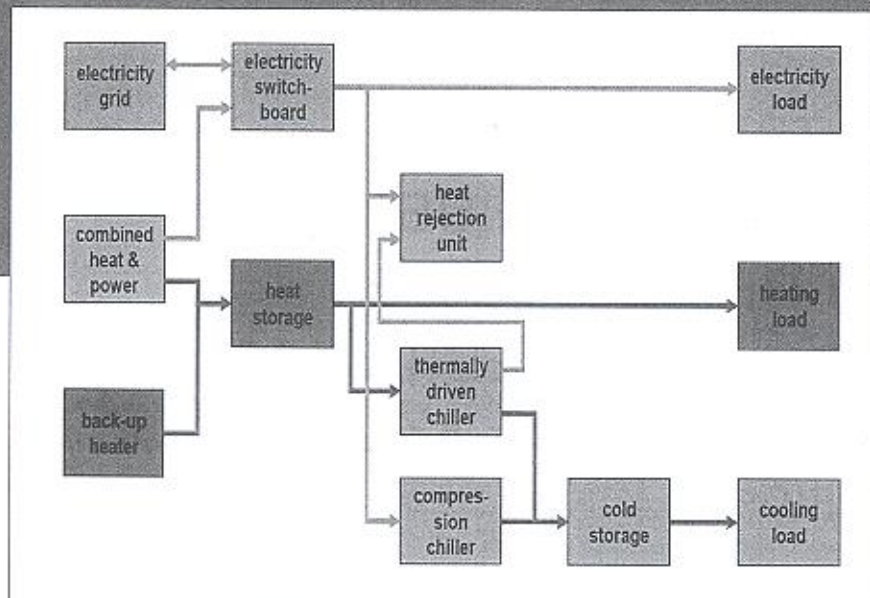 electricity
grid
electricity
switch-
board
electricity
load
heat
rejection
unit
combined
heat &
power
heat
storage
heating
load
thermally
driven
chiller
back-up
heater
compres-
sion
chiller
cold
storage
cooling
load